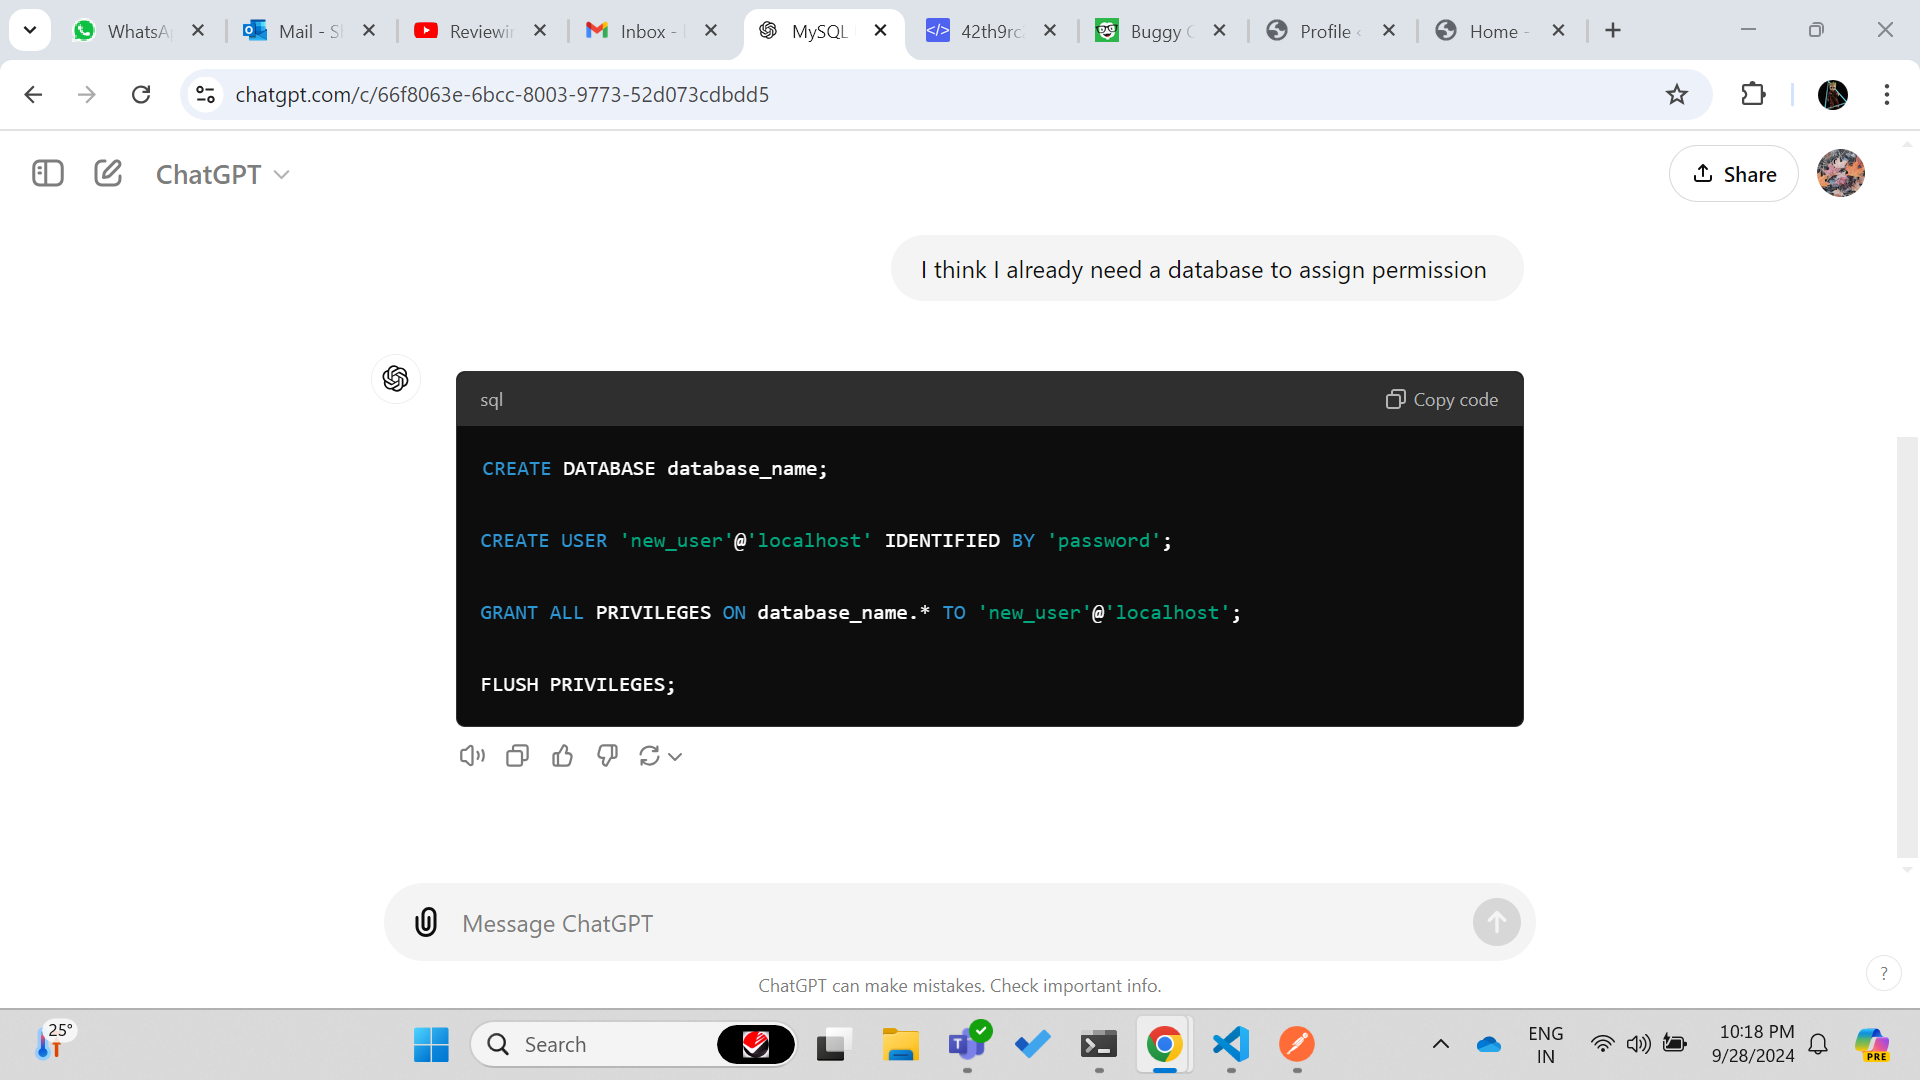 WhatsA
Mail - S
Reviewin
Inbox -
MySQL
42th9rc
Buggy C
Profile
Home -
chatgpt.com/c/66f8063e-6bcc-8003-9773-52d073cdbdd5
ChatGPT
Share
I think I already need a database to assign permission
sql
Copy code
CREATE DATABASE database_name;
CREATE USER 'new_user'@'localhost' IDENTIFIED BY 'password';
GRANT ALL PRIVILEGES ON database_name.* TO 'new_user'@'localhost';
FLUSH PRIVILEGES;
Message ChatGPT
ChatGPT can make mistakes. Check important info.
?
25°
Search
ENG
IN
10:18 PM
9/28/2024
PRE